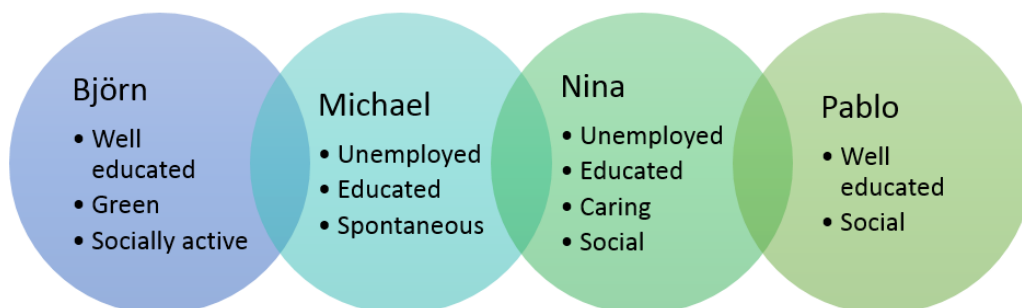 Björn
• Well
educated
• Green
• Socially active
Michael
• Unemployed
• Educated
• Spontaneous
Nina
• Unemployed
• Educated
• Caring
• Social
Pablo
• Well
educated
• Social